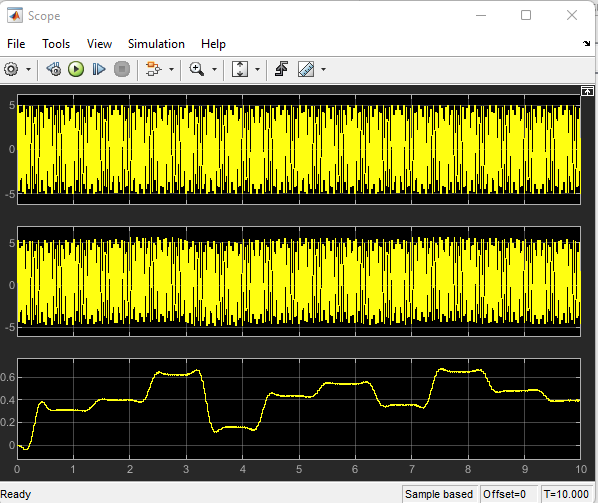 Scope
File Tools View Simulation Help
5
0
-5
5
0
-5
0.6
0.4
0.2
0
0 1 2 3 4 5 6 7 8 9 10
Ready Sample based Offset=0 T=10.000